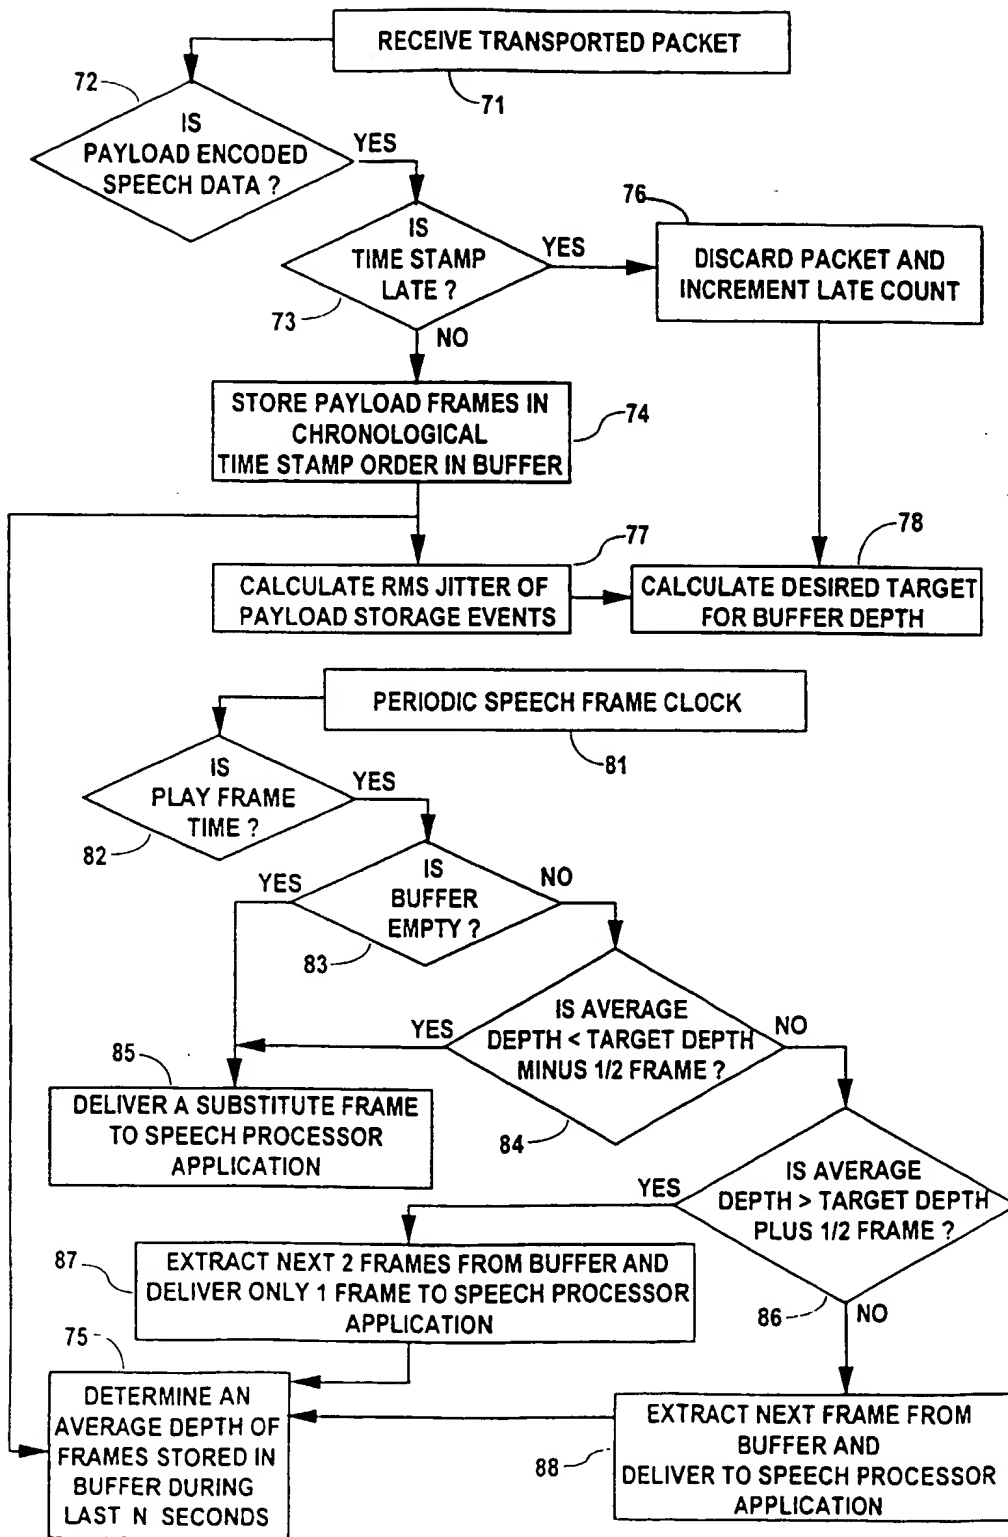 RECEIVE TRANSPORTED PACKET
71
72
IS
PAYLOAD ENCODED
SPEECH DATA ?
YES
IS
TIME STAMP
LATE ?
73
YES
NO
76
DISCARD PACKET AND
INCREMENT LATE COUNT
STORE PAYLOAD FRAMES IN
CHRONOLOGICAL
TIME STAMP ORDER IN BUFFER
74
77
CALCULATE RMS JITTER OF
PAYLOAD STORAGE EVENTS
78
CALCULATE DESIRED TARGET
FOR BUFFER DEPTH
PERIODIC SPEECH FRAME CLOCK
81
IS
PLAY FRAME
TIME ?
82
YES
IS
BUFFER
EMPTY ?
83
YES
NO
IS AVERAGE
DEPTH < TARGET DEPTH
MINUS 1/2 FRAME ?
84
YES
NO
85
DELIVER A SUBSTITUTE FRAME
TO SPEECH PROCESSOR
APPLICATION
IS AVERAGE
DEPTH > TARGET DEPTH
PLUS 1/2 FRAME ?
86
YES
NO
87
EXTRACT NEXT 2 FRAMES FROM BUFFER AND
DELIVER ONLY 1 FRAME TO SPEECH PROCESSOR
APPLICATION
75
DETERMINE AN
AVERAGE DEPTH OF
FRAMES STORED IN
BUFFER DURING
LAST N SECONDS
88
EXTRACT NEXT FRAME FROM
BUFFER AND
DELIVER TO SPEECH PROCESSOR
APPLICATION